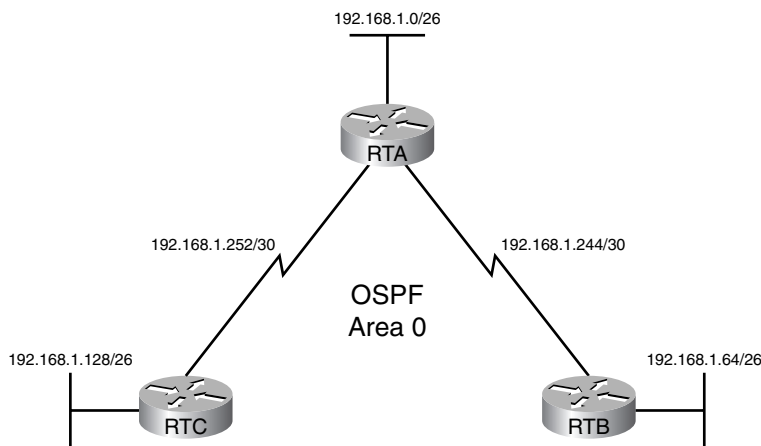 192.168.1.0/26
RTA
192.168.1.252/30
192.168.1.244/30
OSPF
Area 0
192.168.1.128/26
192.168.1.64/26
RTC
RTB